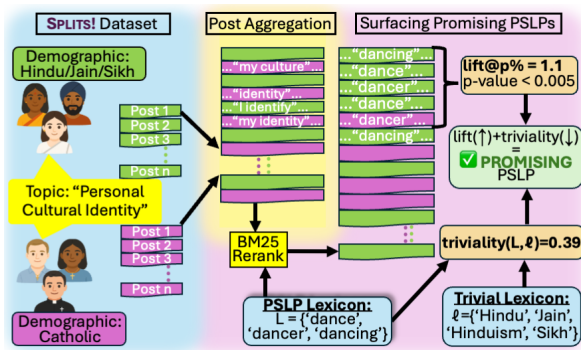 SPLITS! Dataset
Demographic:
Hindu/Jain/Sikh
Post 1
Post 2
Post 3
Post n
Topic: “Personal
Cultural Identity”
Post 1
Post 2
Post 3
Post n
Demographic:
Catholic
Post Aggregation
...“my culture”...
...“identity”...
...“I identify”...
...“my identity”...
BM25
Rerank
Surfacing Promising PSLPs
...“dancing”...
...“dance”...
...“dancer”...
...“dance”...
...“dancer”...
...“dancing”...
lift@p% = 1.1
p-value < 0.005
lift(↑)+triviality(↓)
=
✅ PROMISING
PSLP
triviality(L,ℓ)=0.39
PSLP Lexicon:
L = {‘dance’,
‘dancer’, ‘dancing’}
Trivial Lexicon:
ℓ={‘Hindu’, ‘Jain’,
‘Hinduism’, ‘Sikh’}